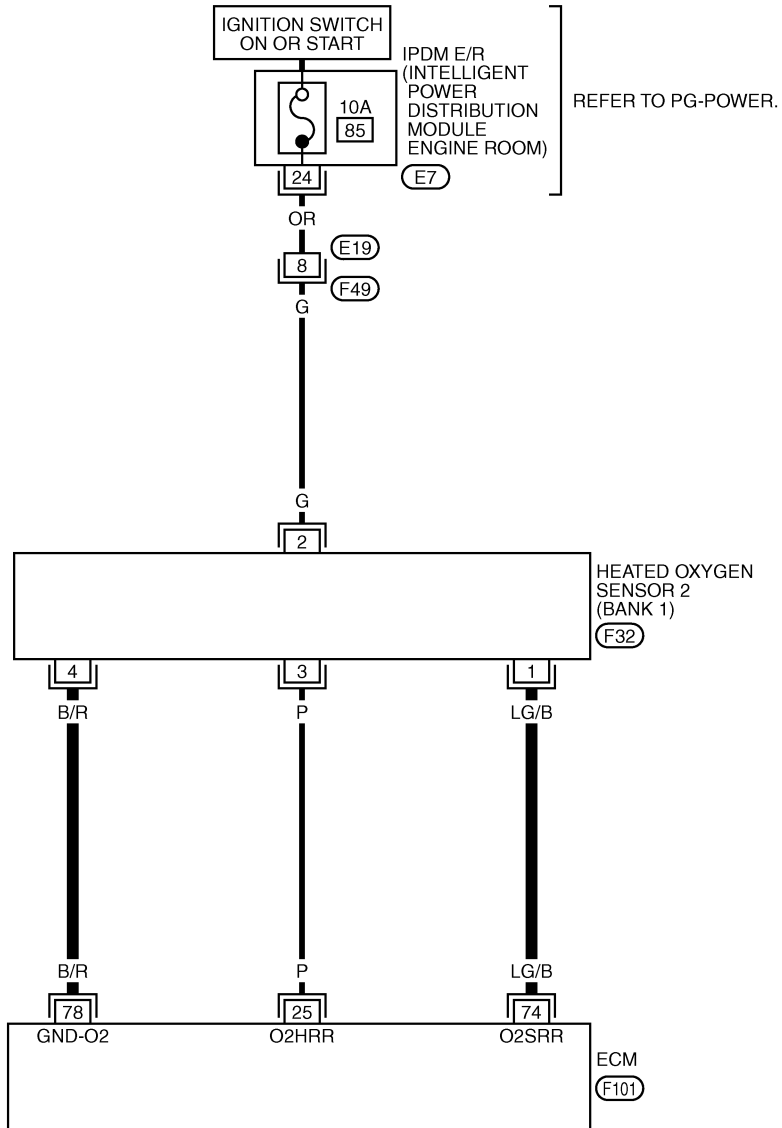 IGNITION SWITCH
ON OR START
IPDM E/R
(INTELLIGENT
POWER
DISTRIBUTION
MODULE
ENGINE ROOM)
REFER TO PG-POWER.
10A
85
24
E7
OR
E19
8
F49
G
G
2
HEATED OXYGEN
SENSOR 2
(BANK 1)
F32
4
3
1
B/R
P
LG/B
B/R
P
LG/B
78
25
74
GND-O2
O2HRR
O2SRR
ECM
F101